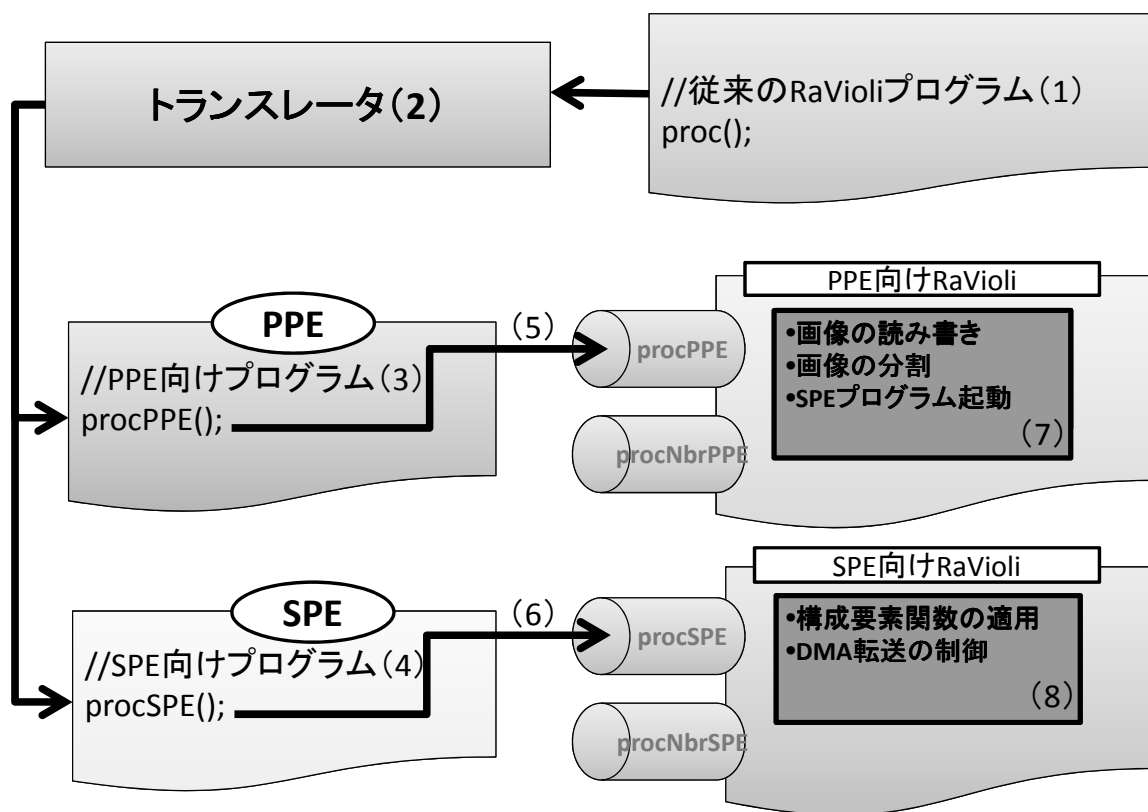 トランスレータ(2)
//従来のRaVioliプログラム(1)
proc();
PPE
//PPE向けプログラム(3)
procPPE();
(5)
procPPE
procNbrPPE
PPE向けRaVioli
•画像の読み書き
•画像の分割
•SPEプログラム起動
(7)
SPE
//SPE向けプログラム(4)
procSPE();
(6)
procSPE
procNbrSPE
SPE向けRaVioli
•構成要素関数の適用
•DMA転送の制御
(8)